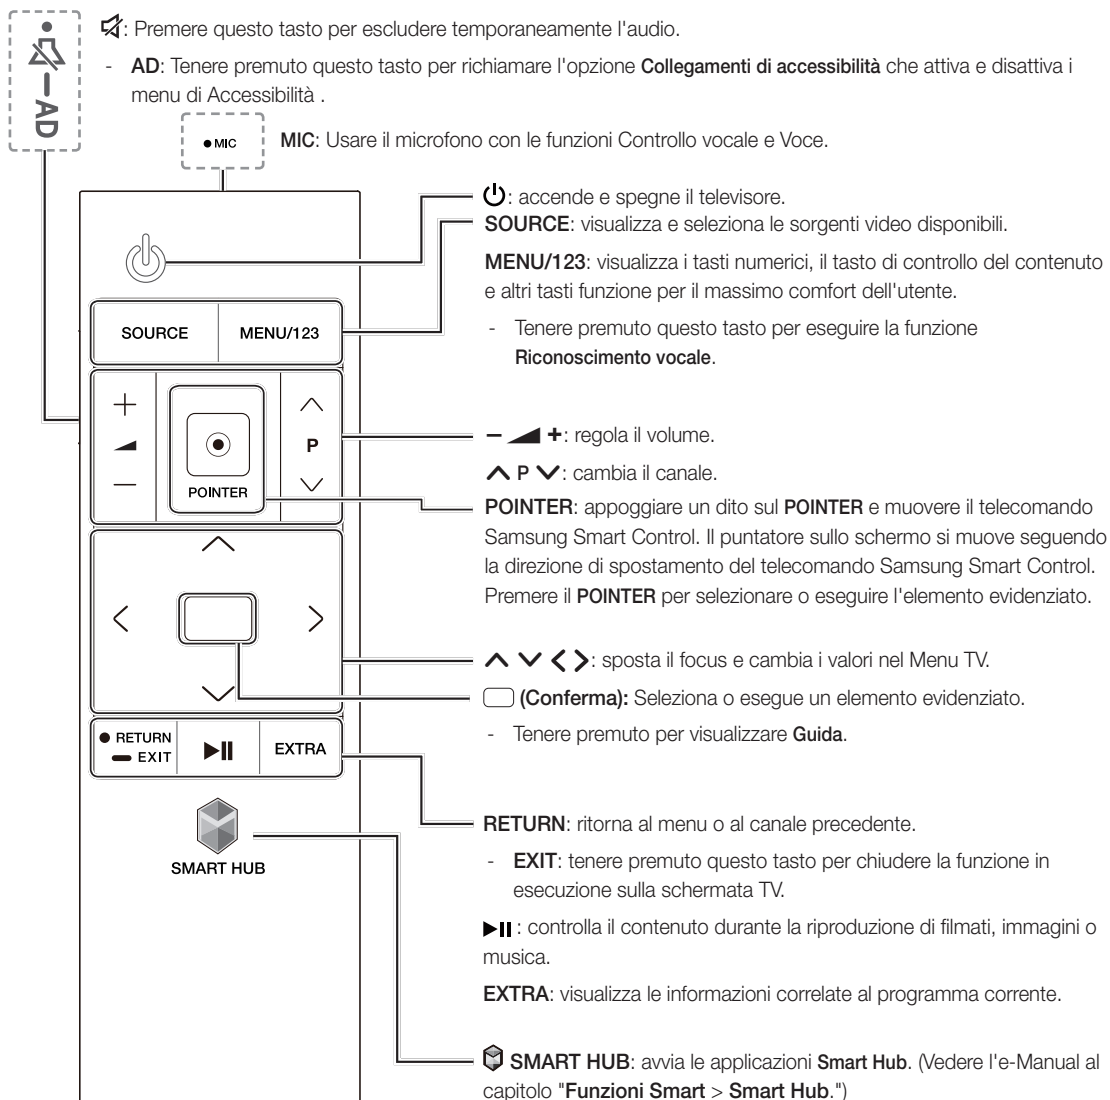 : Premere questo tasto per escludere temporaneamente l'audio.
- AD: Tenere premuto questo tasto per richiamare l'opzione Collegamenti di accessibilità che attiva e disattiva i
menu di Accessibilità .
AD
MIC
MIC: Usare il microfono con le funzioni Controllo vocale e Voce.
: accende e spegne il televisore.
SOURCE: visualizza e seleziona le sorgenti video disponibili.
MENU/123: visualizza i tasti numerici, il tasto di controllo del contenuto
e altri tasti funzione per il massimo comfort dell'utente.
- Tenere premuto questo tasto per eseguire la funzione
Riconoscimento vocale.
SOURCE
MENU/123
+
−
P
POINTER
− +: regola il volume.
P : cambia il canale.
POINTER: appoggiare un dito sul POINTER e muovere il telecomando
Samsung Smart Control. Il puntatore sullo schermo si muove seguendo
la direzione di spostamento del telecomando Samsung Smart Control.
Premere il POINTER per selezionare o eseguire l'elemento evidenziato.
: sposta il focus e cambia i valori nel Menu TV.
(Conferma): Seleziona o esegue un elemento evidenziato.
- Tenere premuto per visualizzare Guida.
RETURN
EXIT
EXTRA
SMART HUB
RETURN: ritorna al menu o al canale precedente.
- EXIT: tenere premuto questo tasto per chiudere la funzione in
esecuzione sulla schermata TV.
: controlla il contenuto durante la riproduzione di filmati, immagini o
musica.
EXTRA: visualizza le informazioni correlate al programma corrente.
SMART HUB: avvia le applicazioni Smart Hub. (Vedere l'e-Manual al
capitolo "Funzioni Smart > Smart Hub.")